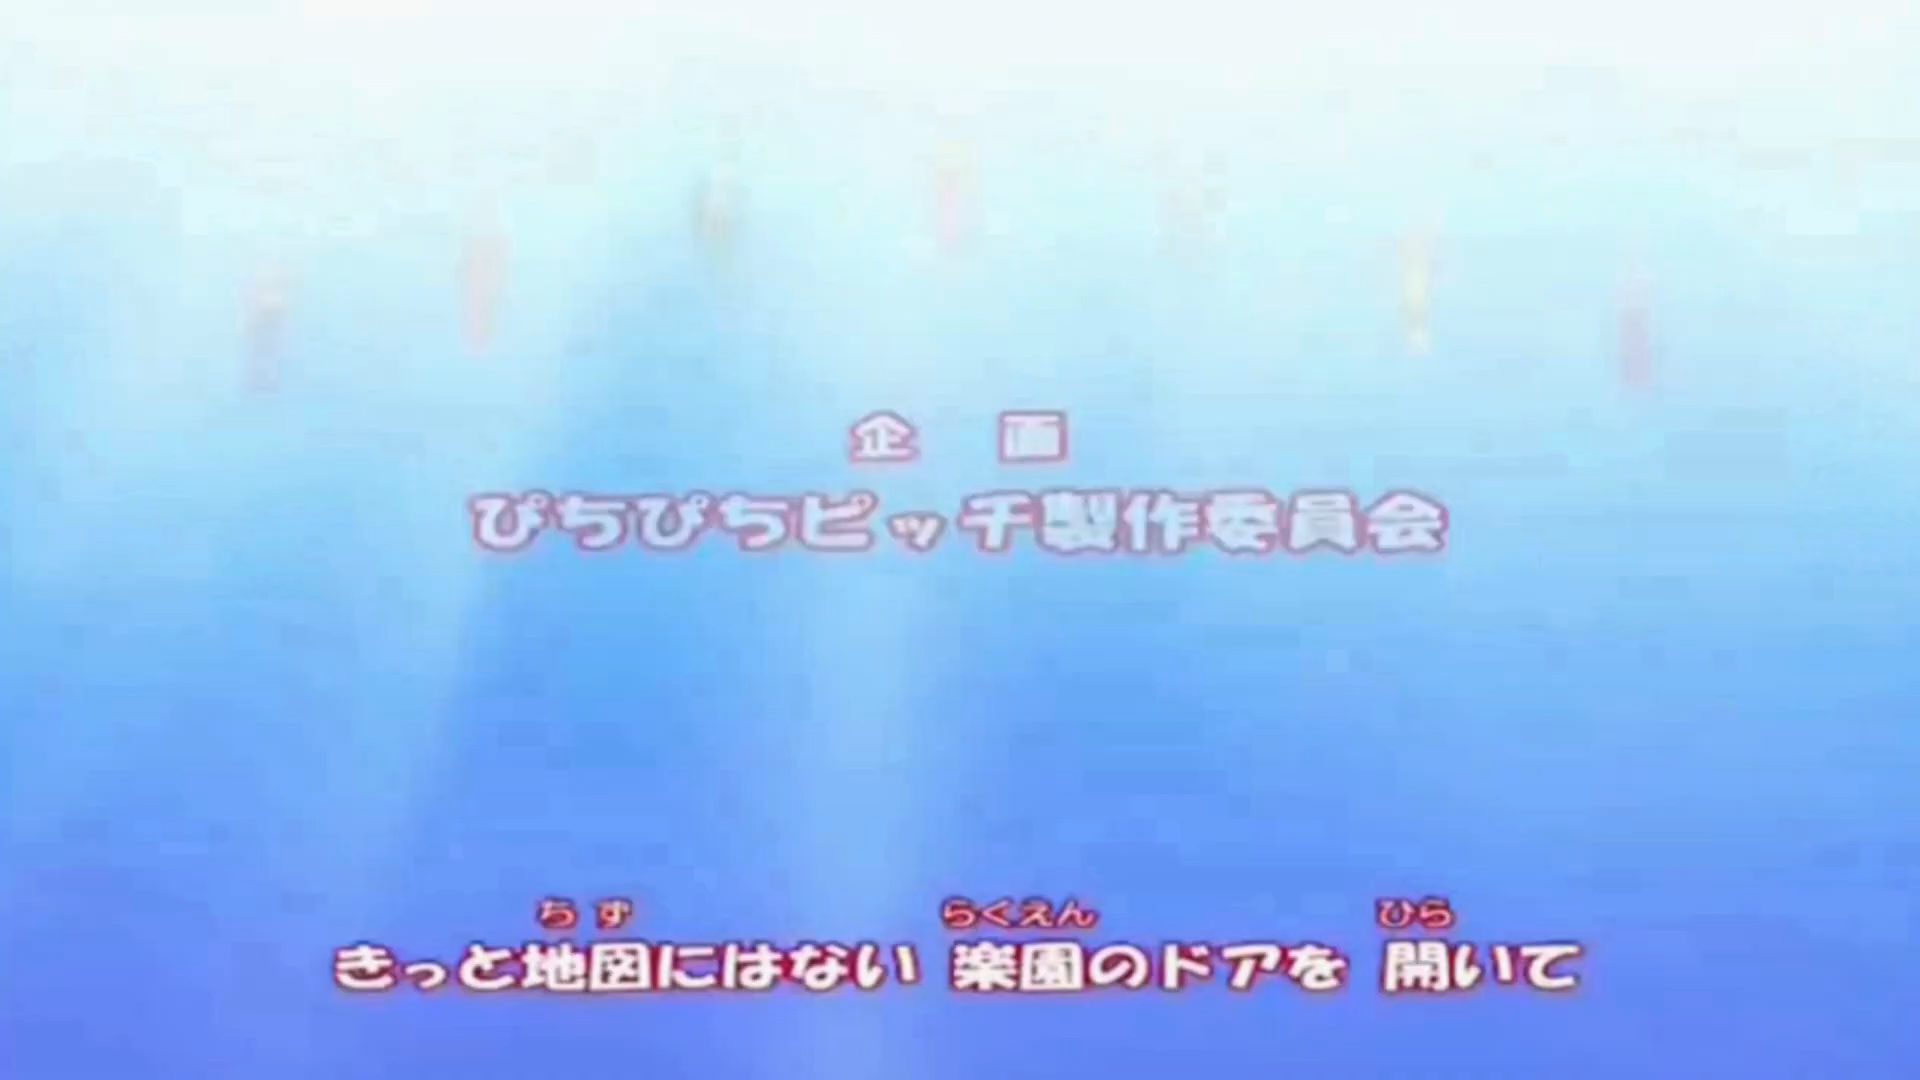 企 画
ぴちぴちピッチ製作委員会
ちず らくえん ひら
きっと地図にはない 楽園のドアを 開いて